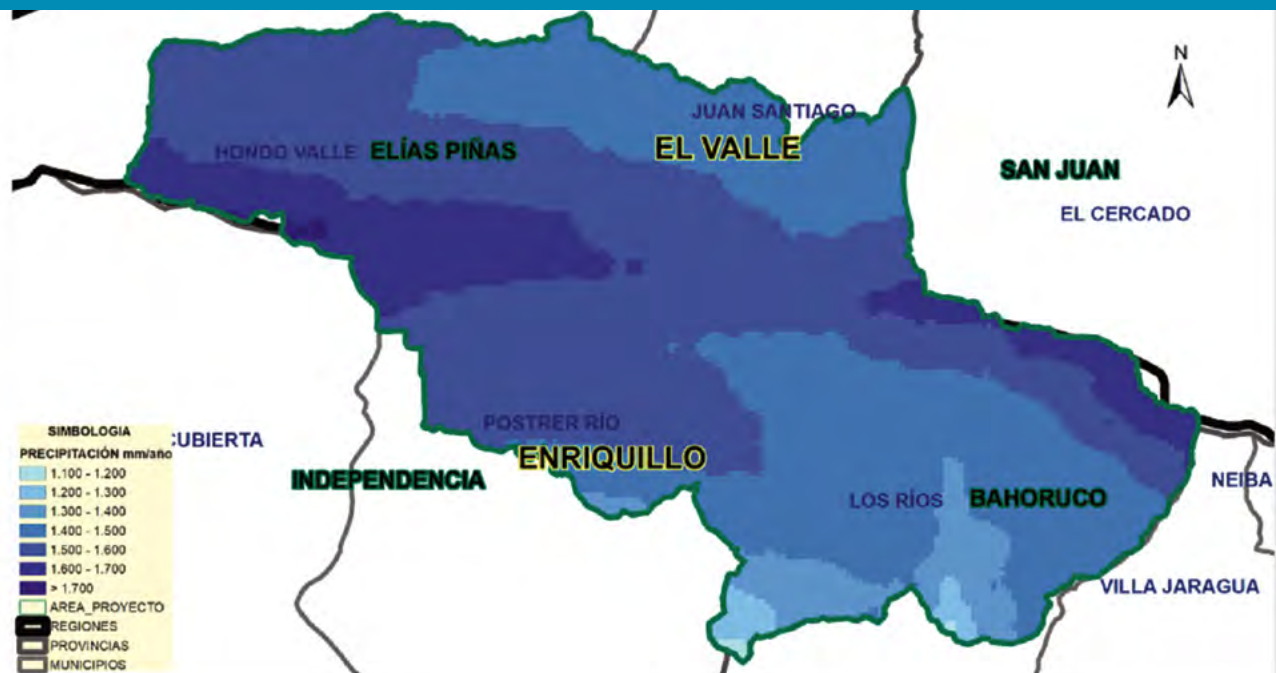 N
JUAN SANTIAGO
HONDO VALLE ELÍAS PIÑAS
EL VALLE
SAN JUAN
EL CERCADO
POSTRER RÍO
ENRIQUILLO
INDEPENDENCIA
CUBIERTA
LOS RÍOS BAHORUCO
NEIBA
VILLA JARAGUA
SIMBOLOGIA
PRECIPITACIÓN mm/año
1.100 - 1.200
1.200 - 1.300
1.300 - 1.400
1.400 - 1.500
1.500 - 1.600
1.600 - 1.700
> 1.700
AREA_PROYECTO
REGIONES
PROVINCIAS
MUNICIPIOS